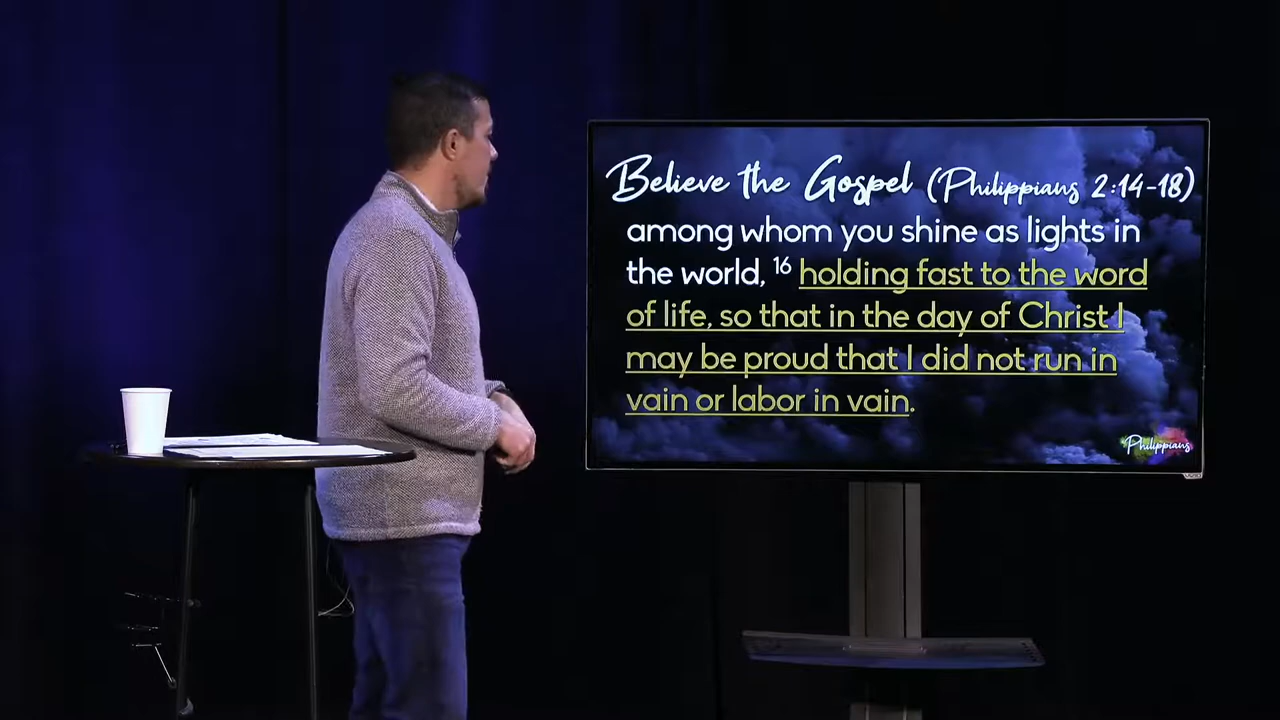 Believe the Gospel (Philippians 2:14-18)
among whom you shine as lights in
the world, 16 holding fast to the word
of life, so that in the day of Christ I
may be proud that I did not run in
vain or labor in vain.
Philippians